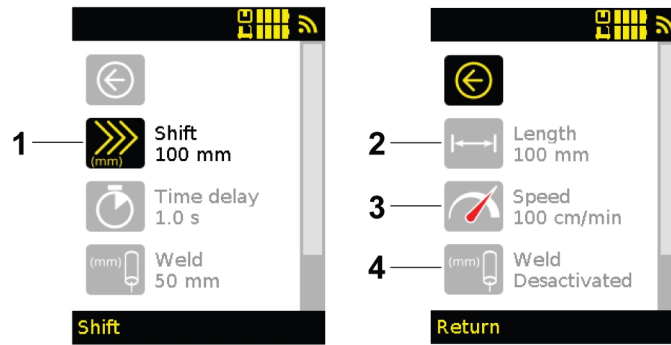 1
(mm)
Shift
100 mm
Time delay
1.0 s
(mm)
Weld
50 mm
Shift
2
Length
100 mm
3
Speed
100 cm/min
4
(mm)
Weld
Desactivated
Return